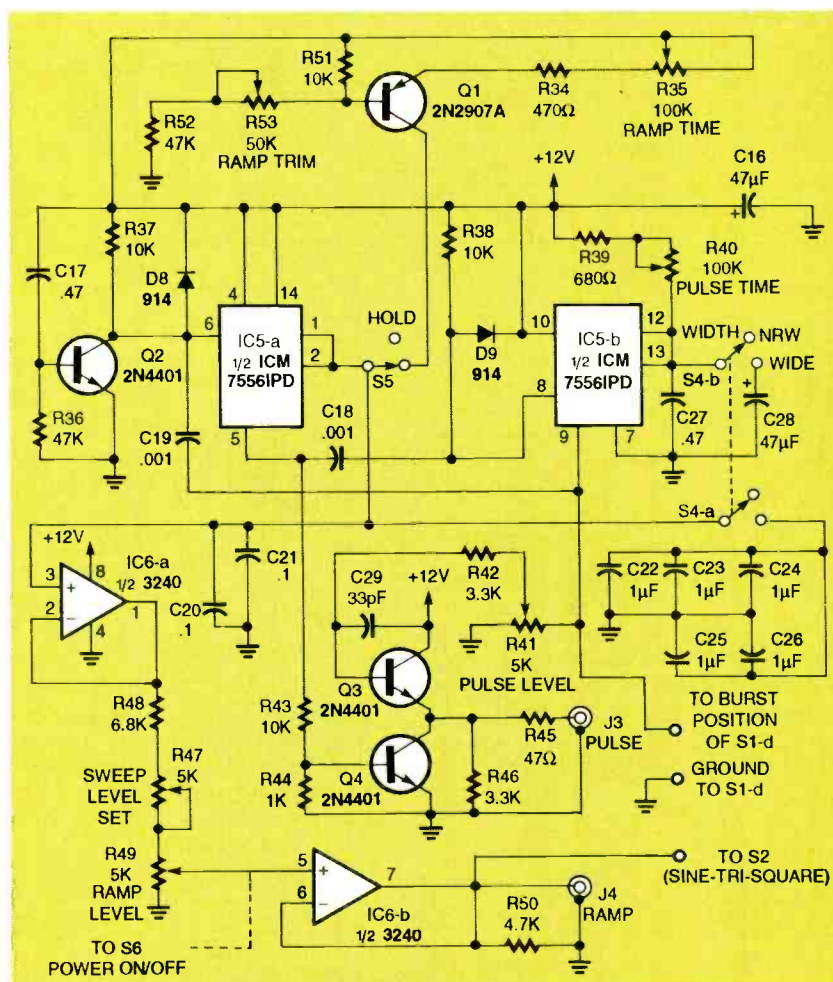 R51
10K
Q1
2N2907A
R34
470Ω
R35
100K
RAMP TIME
R52
47K
R53
50K
RAMP TRIM
+12V
C16
47µF
+
C17
.47
R37
10K
D8
914
R38
10K
R39
680Ω
R40
100K
PULSE TIME
Q2
2N4401
4
14
6
IC5-a
1/2 ICM
7556IPD
1
2
5
HOLD
S5
D9
914
10
8
IC5-b
1/2 ICM
7556IPD
12
13
9
7
WIDTH
NRW
WIDE
S4-b
+
C27
.47
C28
47µF
R36
47K
C19
.001
C18
.001
S4-a
+12V
IC6-a
1/2 3240
3
+
8
2
−
4
1
C21
.1
C20
.1
C29
33pF
+12V
R42
3.3K
R41
5K
PULSE LEVEL
C22
1µF
C23
1µF
C24
1µF
C25
1µF
C26
1µF
R48
6.8K
R47
5K
SWEEP
LEVEL
SET
R49
5K
RAMP
LEVEL
R43
10K
R44
1K
Q3
2N4401
Q4
2N4401
R45
47Ω
R46
3.3K
J3
PULSE
TO BURST
POSITION
OF S1-d
GROUND
TO S1-d
5
+
6
−
7
IC6-b
1/2 3240
R50
4.7K
J4
RAMP
TO S2
(SINE-TRI-SQUARE)
TO S6
POWER ON/OFF